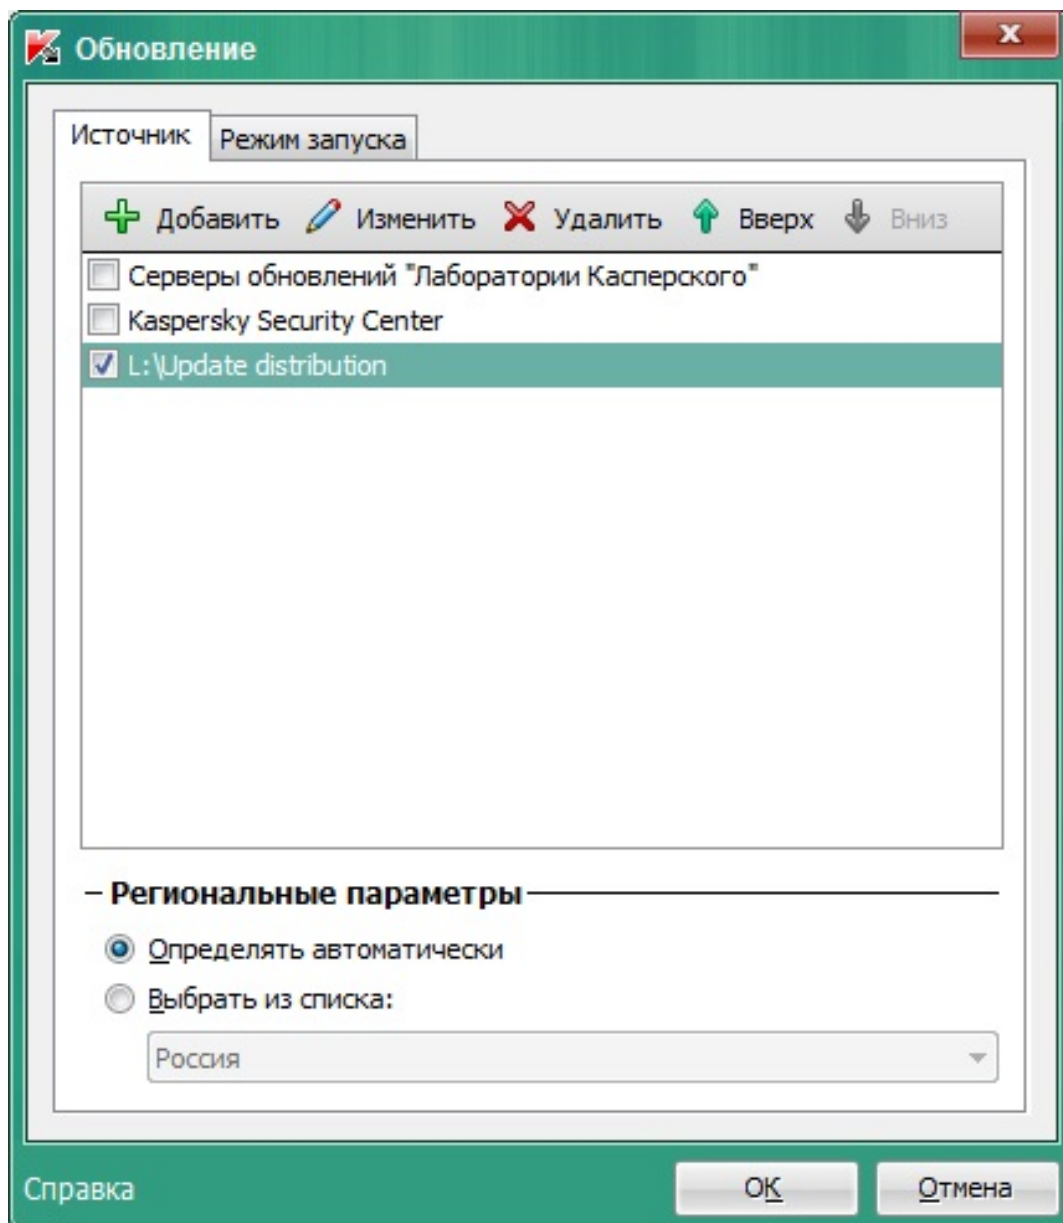 Обновление
Источник Режим запуска
Добавить Изменить Удалить Вверх Вниз
Серверы обновлений "Лаборатории Касперского"
Kaspersky Security Center
L:\Update distribution
Региональные параметры
Определять автоматически
Выбрать из списка:
Россия
Справка OK Отмена